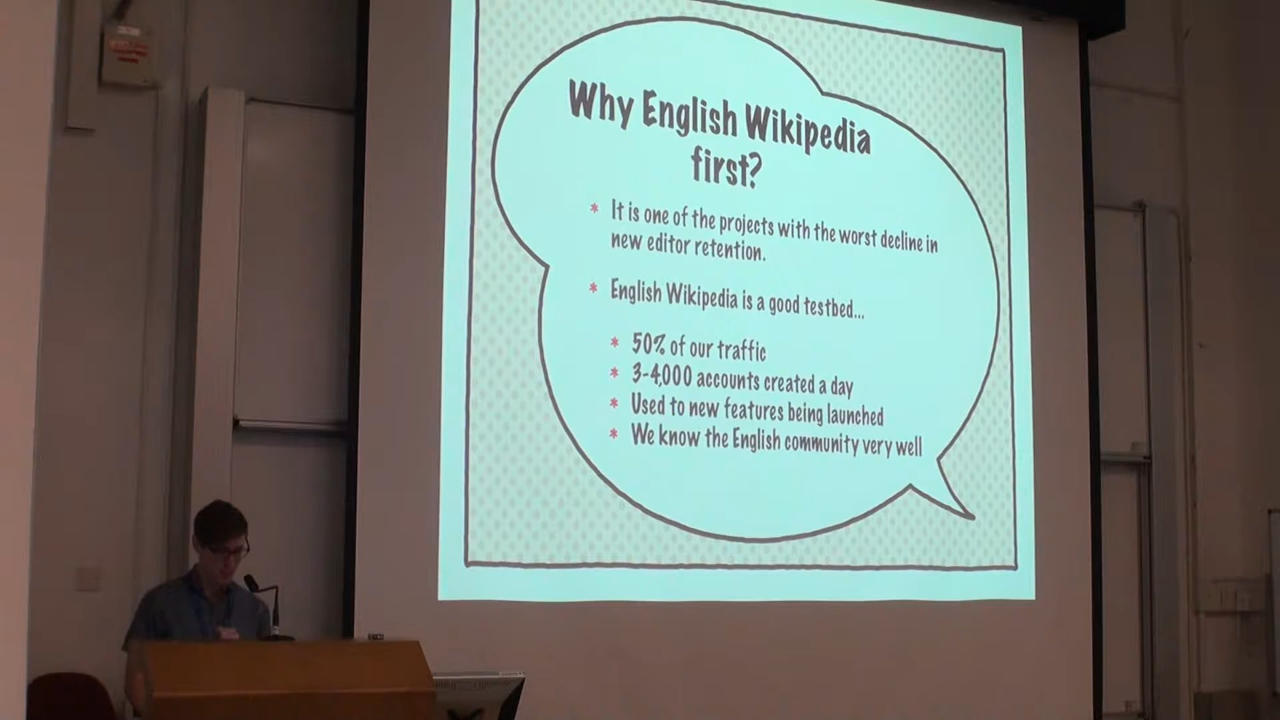 Why English Wikipedia
first?
* It is one of the projects with the worst decline in
new editor retention.
* English Wikipedia is a good testbed...
* 50% of our traffic
* 3-4,000 accounts created a day
* Used to new features being launched
* We know the English community very well